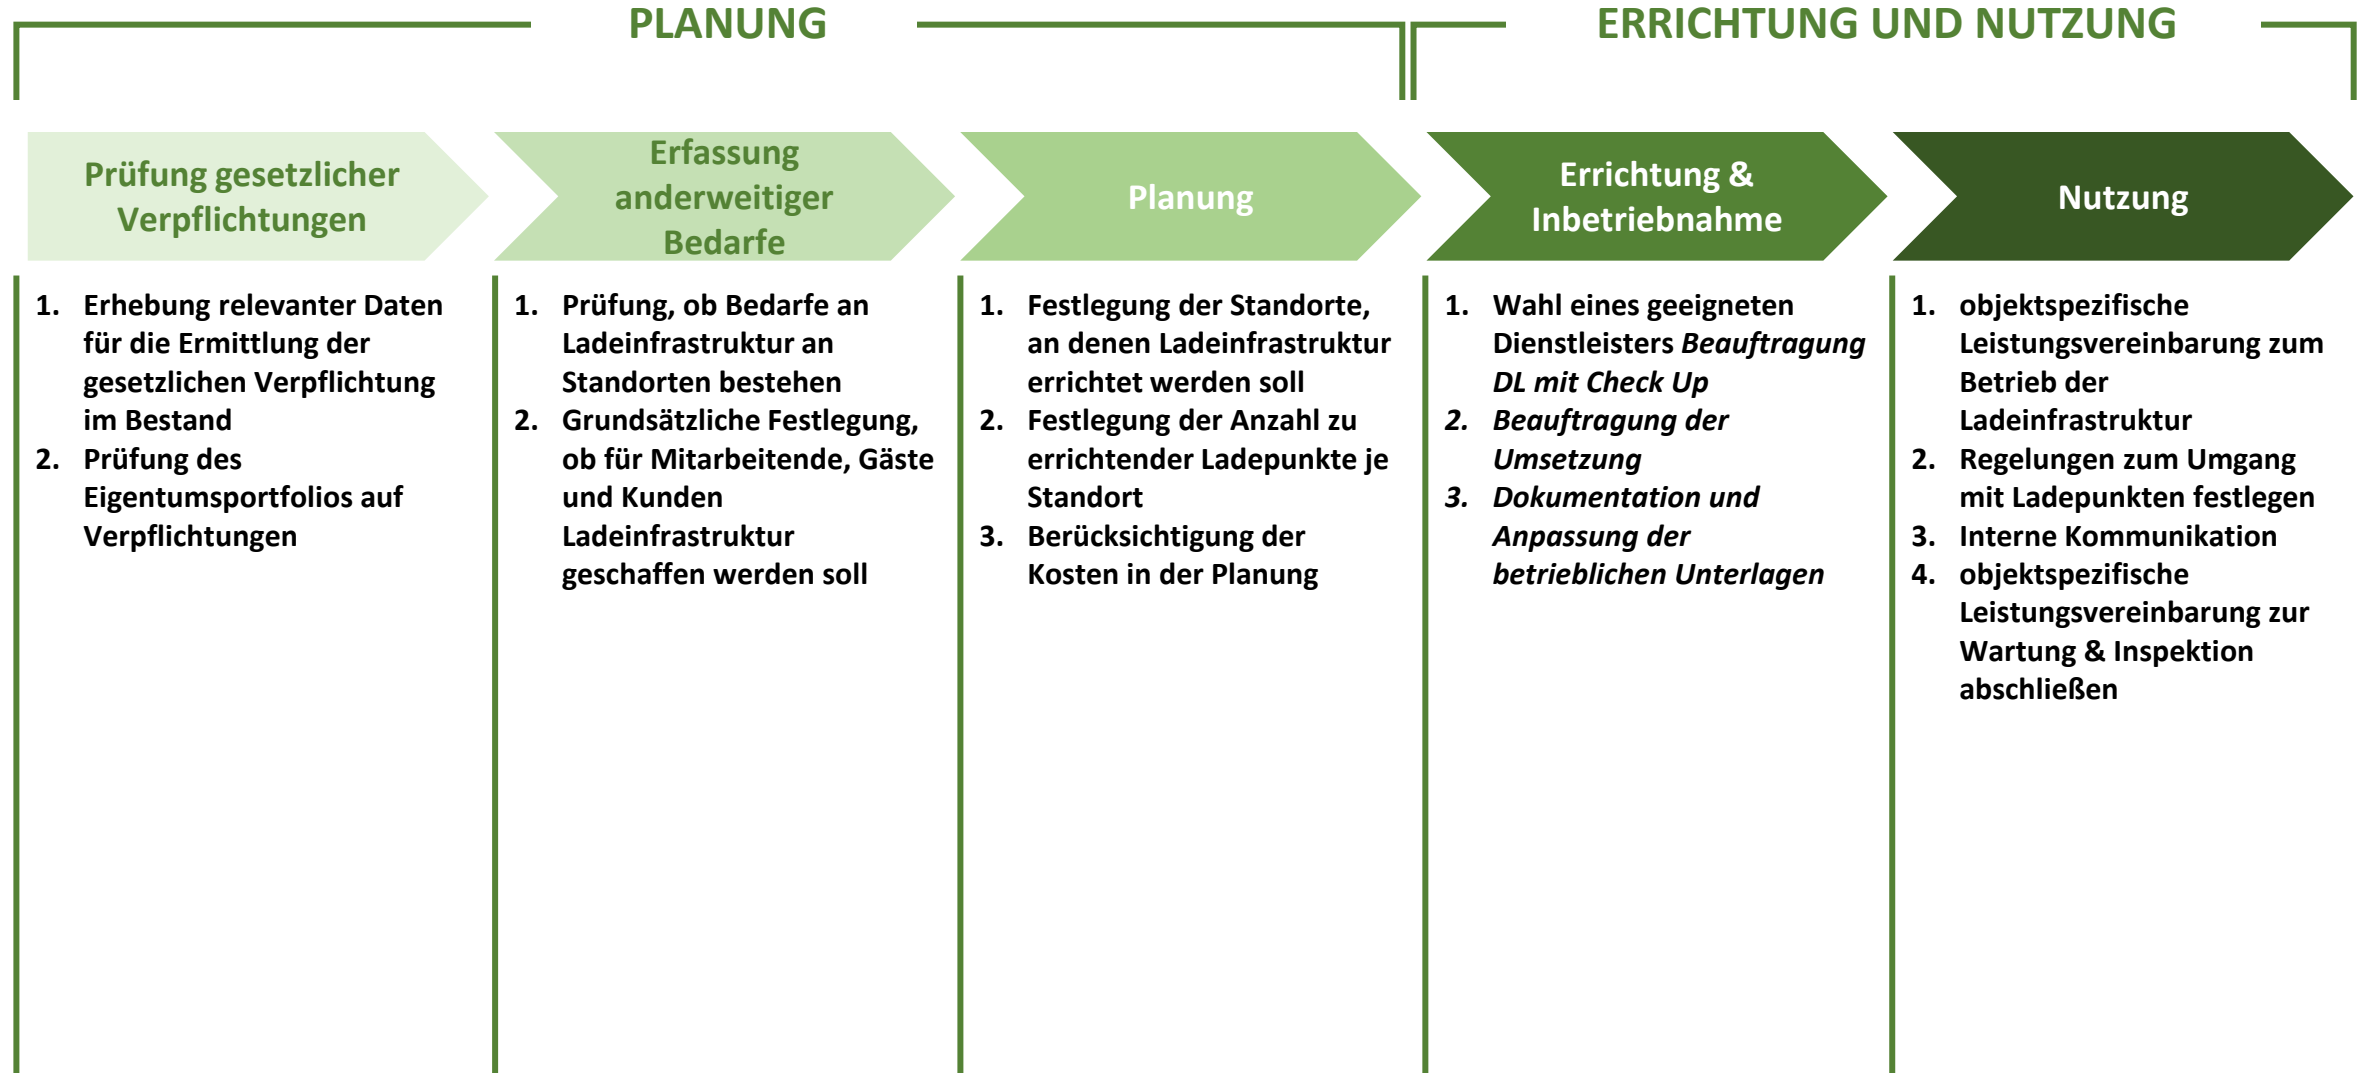 PLANUNG
ERRICHTUNG UND NUTZUNG
Prüfung gesetzlicher
Verpflichtungen
Erfassung
anderweitiger
Bedarfe
Planung
Errichtung &
Inbetriebnahme
Nutzung
1. Erhebung relevanter Daten
für die Ermittlung der
gesetzlichen Verpflichtung
im Bestand
2. Prüfung des
Eigentumsportfolios auf
Verpflichtungen
1. Prüfung, ob Bedarfe an
Ladeinfrastruktur an
Standorten bestehen
2. Grundsätzliche Festlegung,
ob für Mitarbeitende, Gäste
und Kunden
Ladeinfrastruktur
geschaffen werden soll
1. Festlegung der Standorte,
an denen Ladeinfrastruktur
errichtet werden soll
2. Festlegung der Anzahl zu
errichtender Ladepunkte je
Standort
3. Berücksichtigung der
Kosten in der Planung
1. Wahl eines geeigneten
Dienstleisters Beauftragung
DL mit Check Up
2. Beauftragung der
Umsetzung
3. Dokumentation und
Anpassung der
betrieblichen Unterlagen
1. objektspezifische
Leistungsvereinbarung zum
Betrieb der
Ladeinfrastruktur
2. Regelungen zum Umgang
mit Ladepunkten festlegen
3. Interne Kommunikation
4. objektspezifische
Leistungsvereinbarung zur
Wartung & Inspektion
abschließen